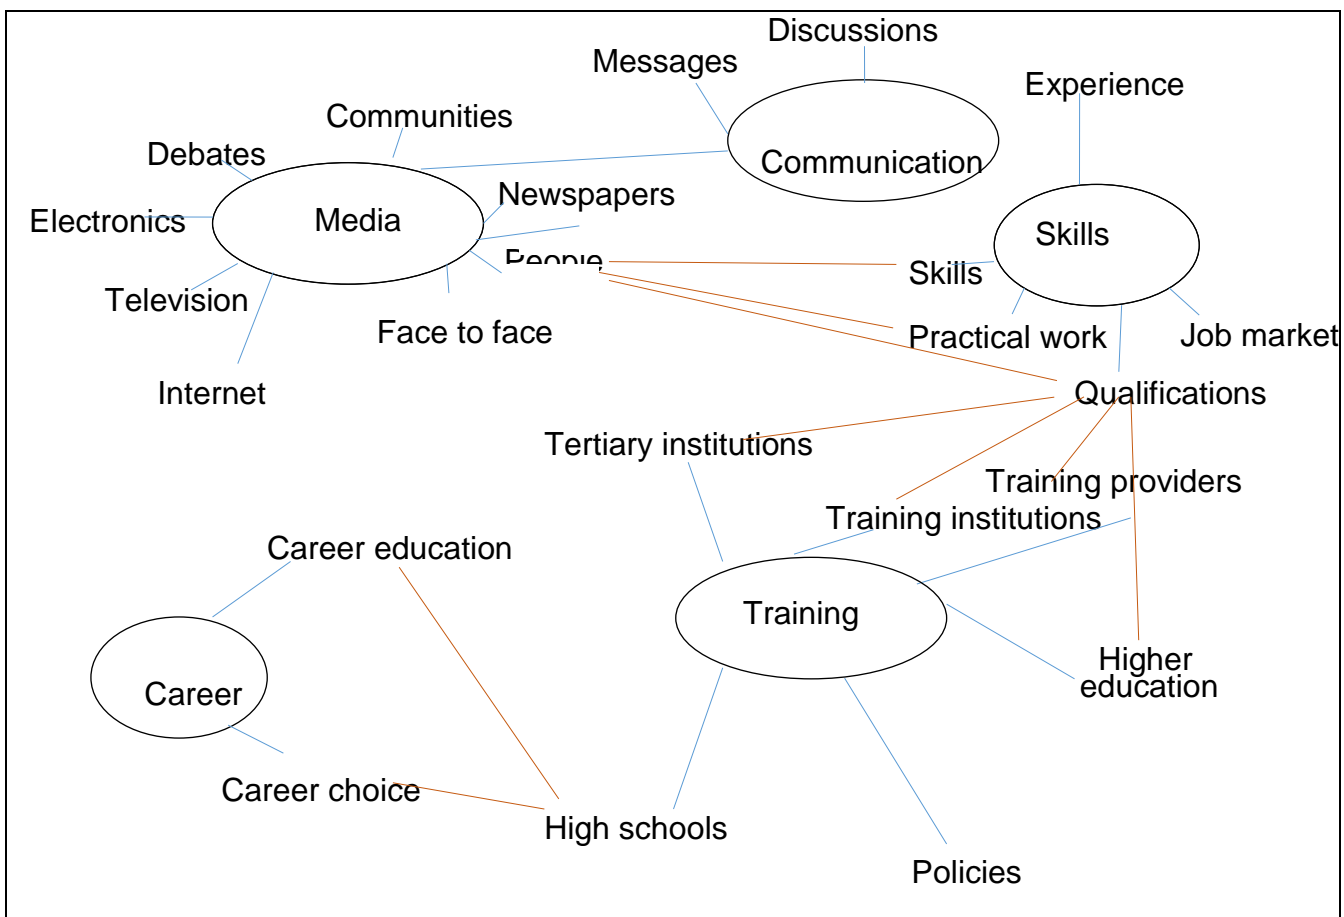 Discussions
Messages
Experience
Communities
Debates
Communication
Newspapers
Electronics
Media
Skills
People
Skills
Television
Face to face
Practical work
Job market
Internet
Qualifications
Tertiary institutions
Training providers
Training institutions
Career education
Training
Higher
education
Career
Career choice
High schools
Policies